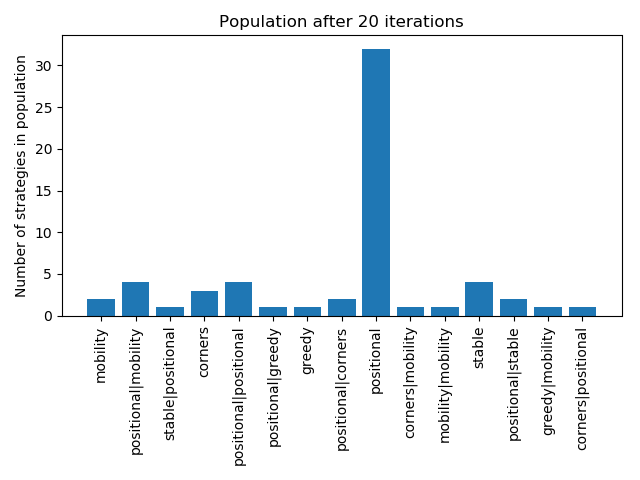 Population after 20 iterations
Number of strategies in population
30
25
20
15
10
5
0
mobility
positional|mobility
stable|positional
corners
positional|positional
positional|greedy
greedy
positional|corners
positional
corners|mobility
mobility|mobility
stable
positional|stable
greedy|mobility
corners|positional